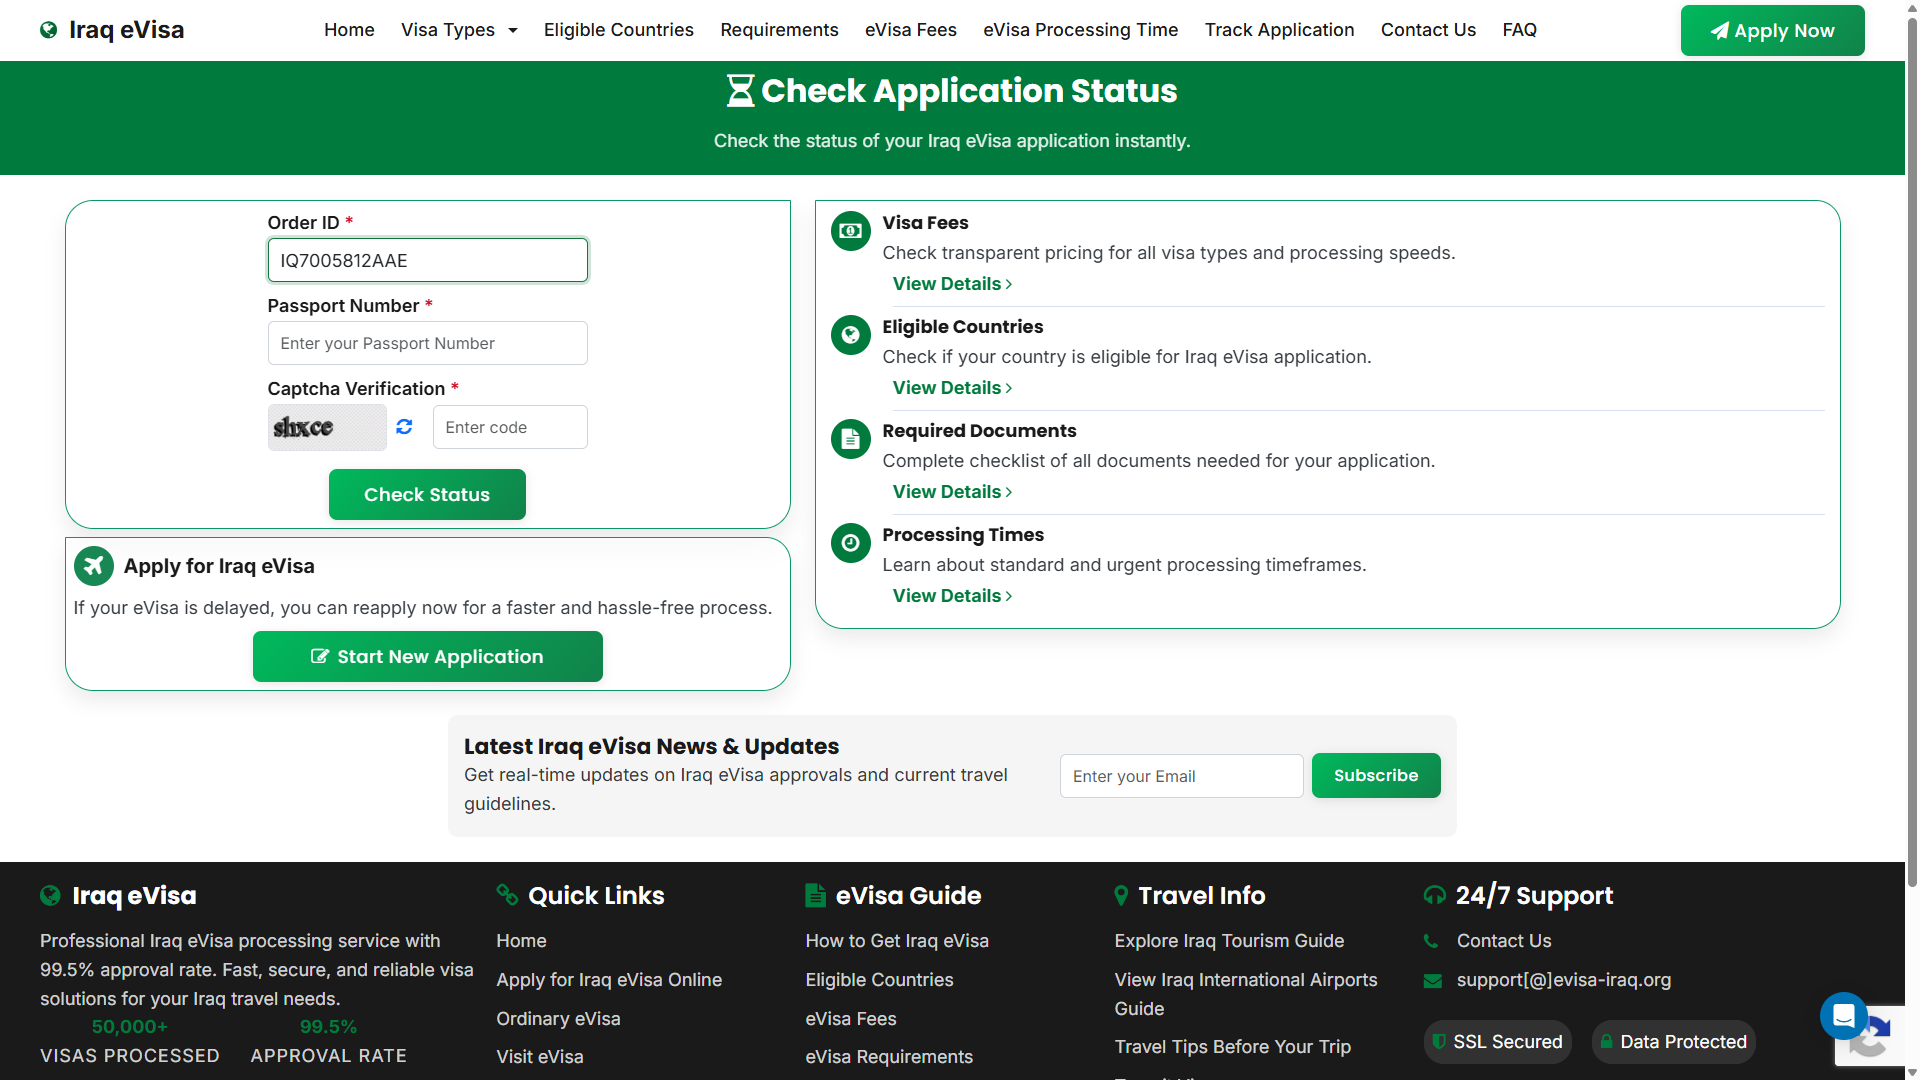 Iraq eVisa
Home
Visa Types
Eligible Countries
Requirements
eVisa Fees
eVisa Processing Time
Track Application
Contact Us
FAQ
Apply Now
Check Application Status
Check the status of your Iraq eVisa application instantly.
Order ID *
IQ7005812AAE
Passport Number *
Enter your Passport Number
Captcha Verification *
shxce
Enter code
Check Status
Apply for Iraq eVisa
If your eVisa is delayed, you can reapply now for a faster and hassle-free process.
Start New Application
Visa Fees
Check transparent pricing for all visa types and processing speeds.
View Details
Eligible Countries
Check if your country is eligible for Iraq eVisa application.
View Details
Required Documents
Complete checklist of all documents needed for your application.
View Details
Processing Times
Learn about standard and urgent processing timeframes.
View Details
Latest Iraq eVisa News & Updates
Get real-time updates on Iraq eVisa approvals and current travel
guidelines.
Enter your Email
Subscribe
Iraq eVisa
Professional Iraq eVisa processing service with
99.5% approval rate. Fast, secure, and reliable visa
solutions for your Iraq travel needs.
50,000+
VISAS PROCESSED
99.5%
APPROVAL RATE
Quick Links
Home
Apply for Iraq eVisa Online
Ordinary eVisa
Visit eVisa
eVisa Guide
How to Get Iraq eVisa
Eligible Countries
eVisa Fees
eVisa Requirements
Travel Info
Explore Iraq Tourism Guide
View Iraq International Airports
Guide
Travel Tips Before Your Trip
24/7 Support
Contact Us
support[@]evisa-iraq.org
SSL Secured
Data Protected